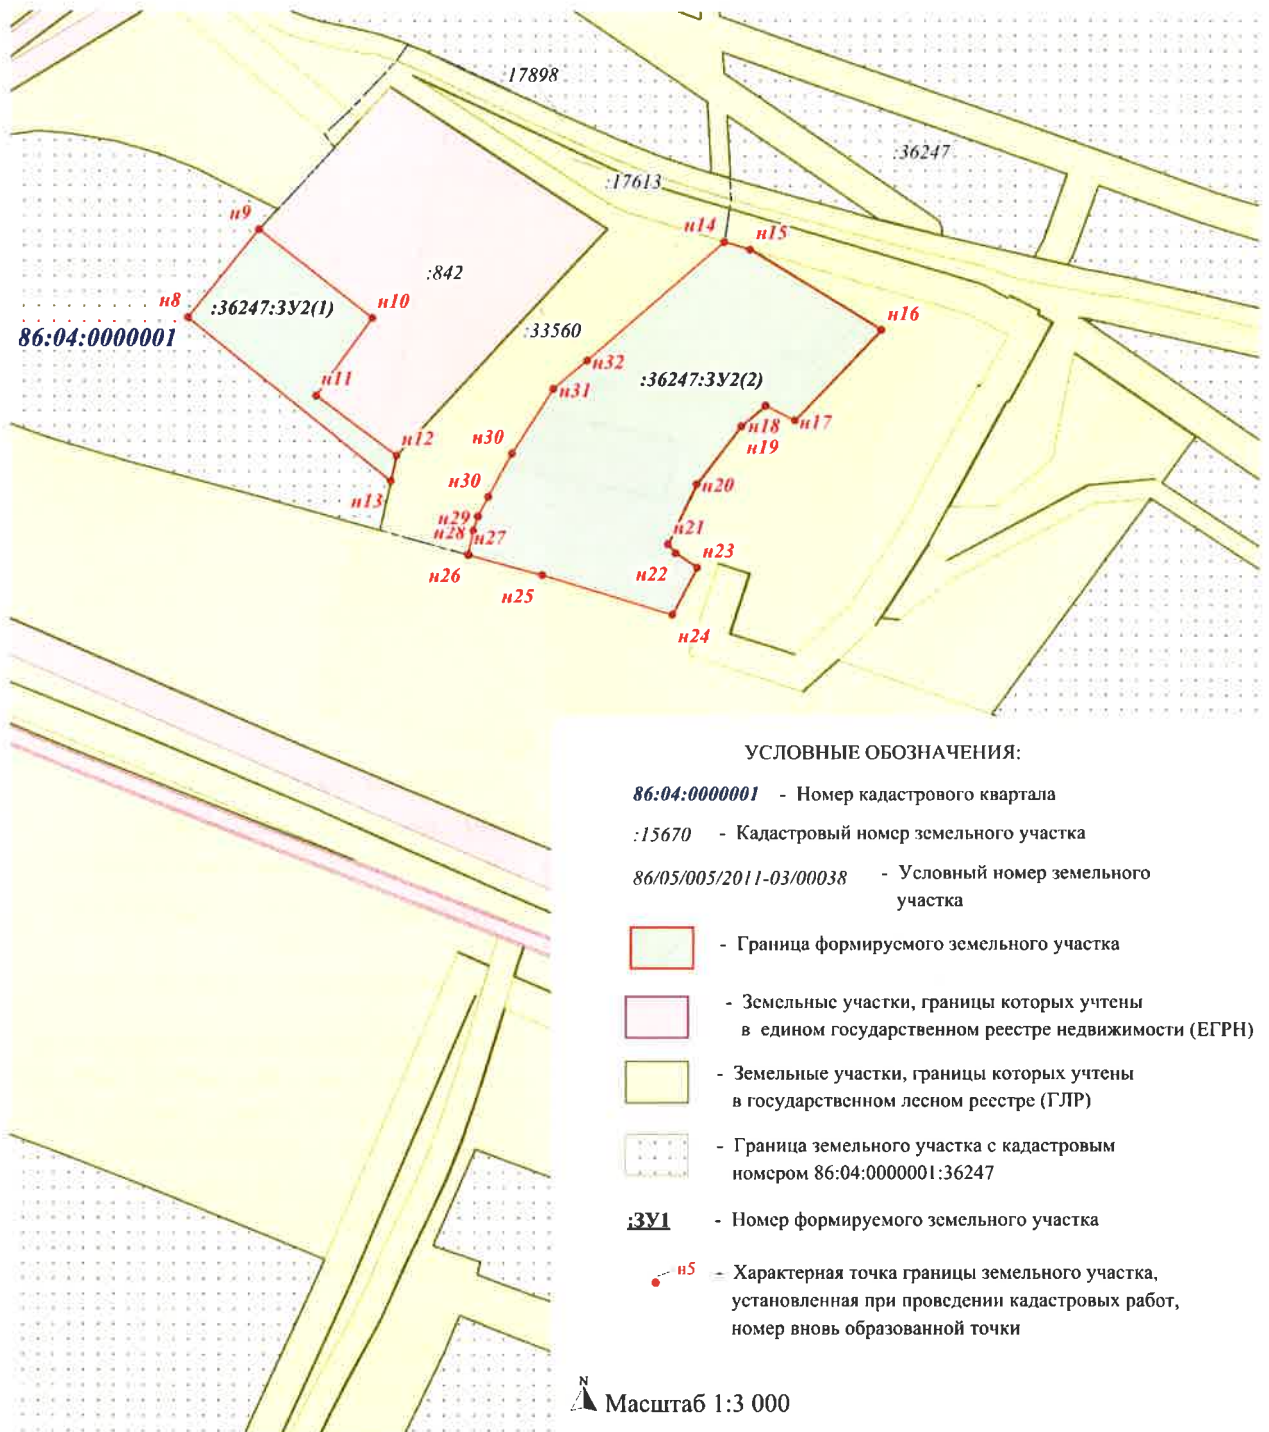 :17898
:36247
:17613
н9
н14
н15
:842
н8
:36247:ЗУ2(1)
н10
86:04:0000001
:33560
н16
н32
:36247:ЗУ2(2)
н11
н31
н18
н17
н12
н30
н19
н13
н30
н20
н29
н28
н27
н21
н23
н26
н22
н25
н24
УСЛОВНЫЕ ОБОЗНАЧЕНИЯ:
86:04:0000001 - Номер кадастрового квартала
:15670 - Кадастровый номер земельного участка
86/05/005/2011-03/00038 - Условный номер земельного
участка
- Граница формируемого земельного участка
- Земельные участки, границы которых учтены
в едином государственном реестре недвижимости (ЕГРН)
- Земельные участки, границы которых учтены
в государственном лесном реестре (ГЛР)
- Граница земельного участка с кадастровым
номером 86:04:0000001:36247
:ЗУ1 - Номер формируемого земельного участка
н5 - Характерная точка границы земельного участка,
установленная при проведении кадастровых работ,
номер вновь образованной точки
N
Масштаб 1:3 000